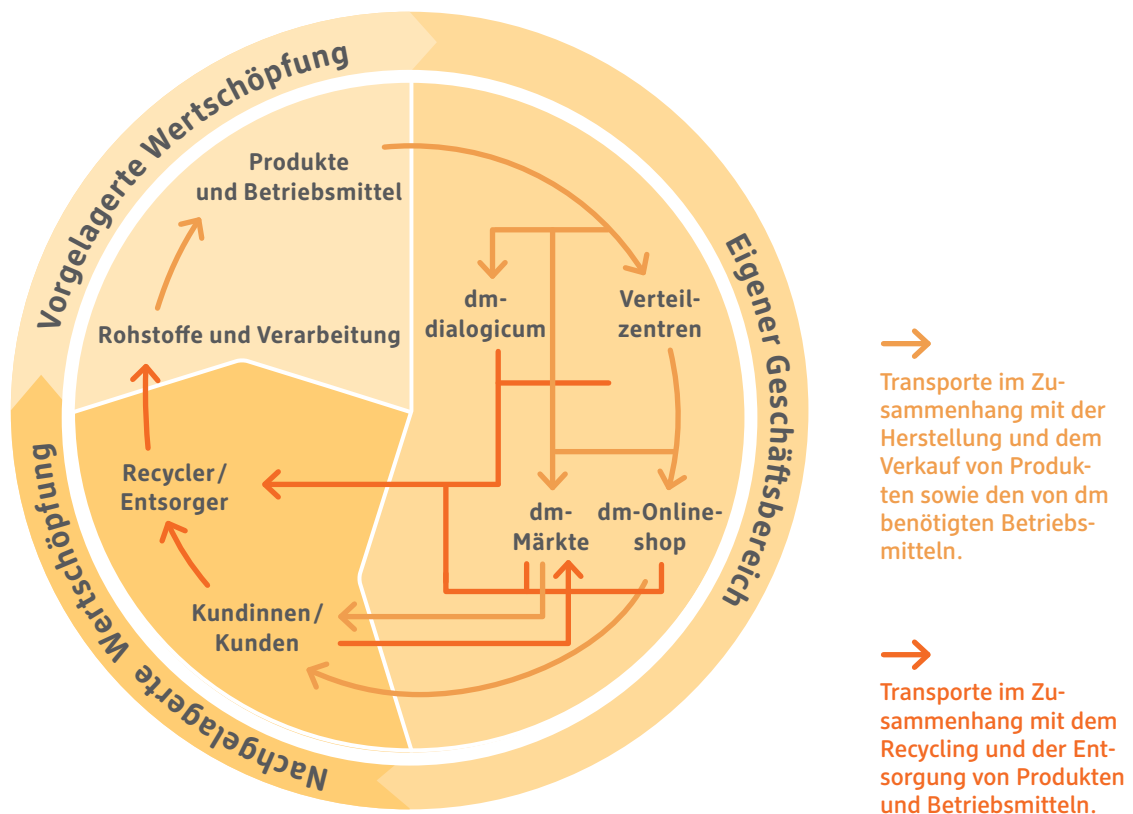 Vorgelagerte Wertschöpfung
Eigener Geschäftsbereich
Nachgelagerte Wertschöpfung
Produkte
und Betriebsmittel
Rohstoffe und Verarbeitung
dm-
dialogicum
Verteil-
zentren
Recycler/
Entsorger
dm-
Märkte
dm-Online-
shop
Kundinnen/
Kunden
Transporte im Zu-
sammenhang mit der
Herstellung und dem
Verkauf von Produk-
ten sowie den von dm
benötigten Betriebs-
mitteln.
Transporte im Zu-
sammenhang mit dem
Recycling und der Ent-
sorgung von Produkten
und Betriebsmitteln.